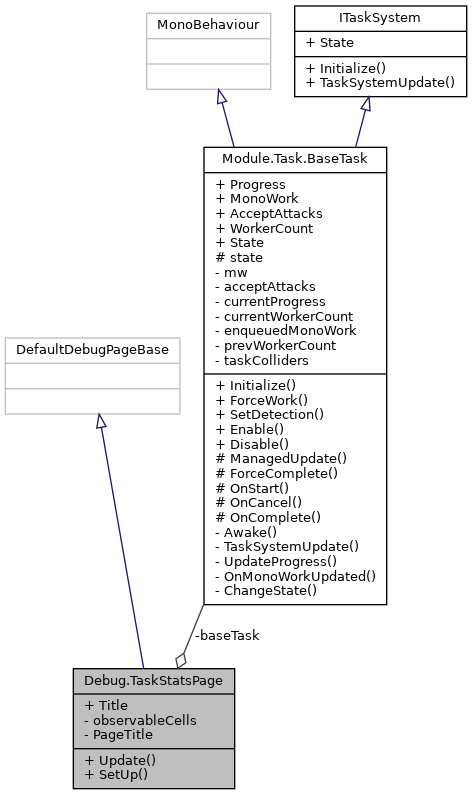 MonoBehaviour
ITaskSystem
+ State
+ Initialize()
+ TaskSystemUpdate()
Module.Task.BaseTask
+ Progress
+ MonoWork
+ AcceptAttacks
+ WorkerCount
+ State
# state
- mw
- acceptAttacks
- currentProgress
- currentWorkerCount
- enqueuedMonoWork
- prevWorkerCount
- taskColliders
+ Initialize()
+ ForceWork()
+ SetDetection()
+ Enable()
+ Disable()
# ManagedUpdate()
# ForceComplete()
# OnStart()
# OnCancel()
# OnComplete()
- Awake()
- TaskSystemUpdate()
- UpdateProgress()
- OnMonoWorkUpdated()
- ChangeState()
DefaultDebugPageBase
-baseTask
Debug.TaskStatsPage
+ Title
- observableCells
- PageTitle
+ Update()
+ SetUp()